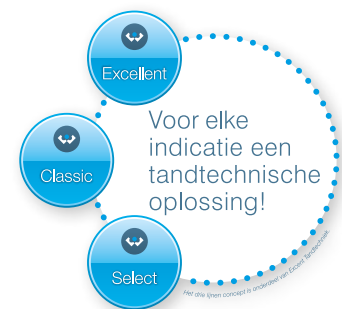 Excellent
Classic
Select
Voor elke
indicatie een
tandtechnische
oplossing!
Het drie lijnen concept is onderdeel van Excent Tandtechniek.